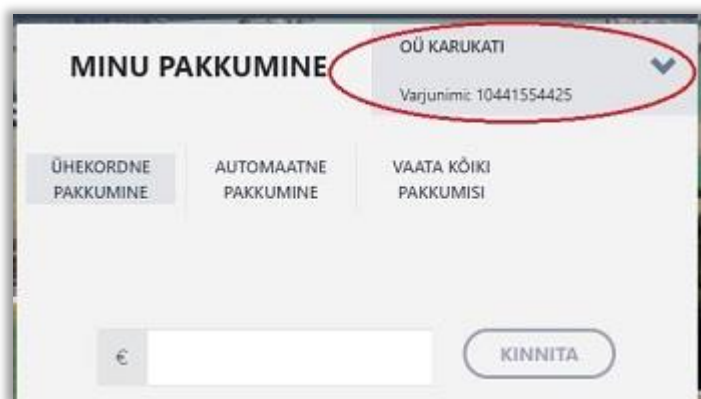 MINU PAKKUMINE
OÜ KARUKATI
Varjunimi: 10441554425
ÜHEKORDNE
PAKKUMINE
AUTOMAATNE
PAKKUMINE
VAATA KÕIKI
PAKKUMISI
€
KINNITA